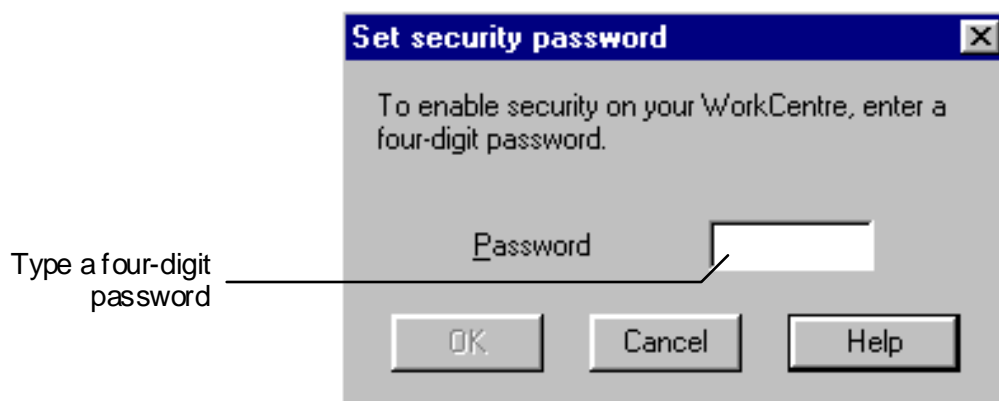 Set security password
To enable security on your WorkCentre, enter a
four-digit password.
Password
Type a four-digit
password
OK
Cancel
Help